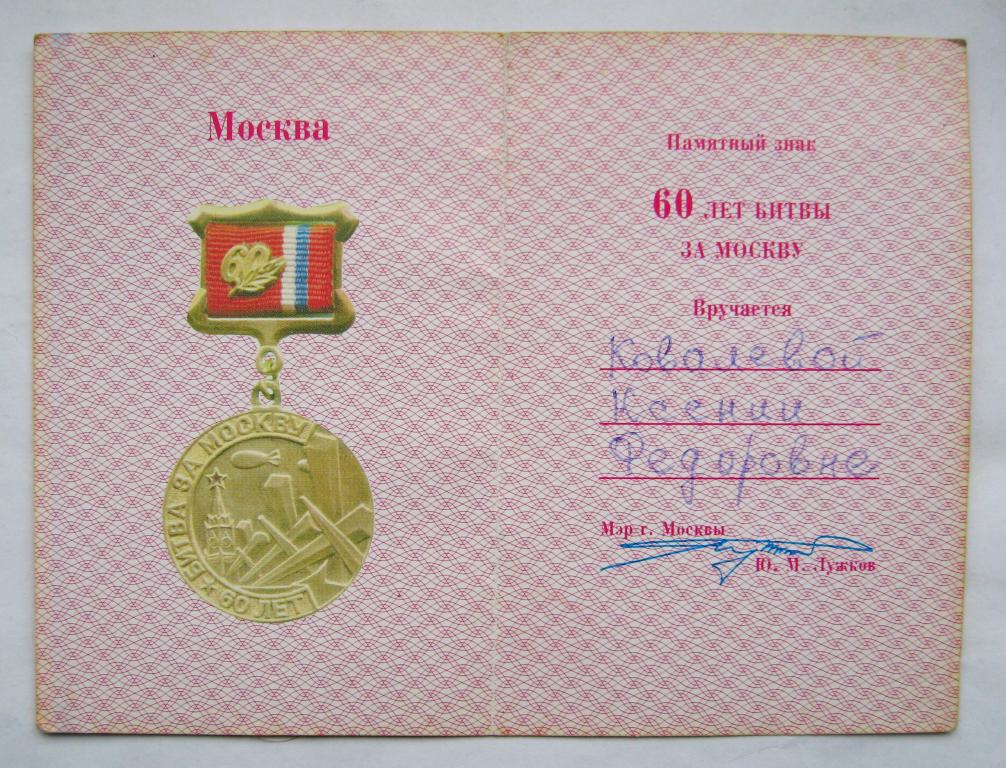 Москва
60
БИТВА ЗА МОСКВУ
60 ЛЕТ
Памятный знак
60 ЛЕТ БИТВЫ
ЗА МОСКВУ
Вручается
Ковалевой
Ксении
Федоровне
Мэр г. Москвы
Ю. М. Лужков